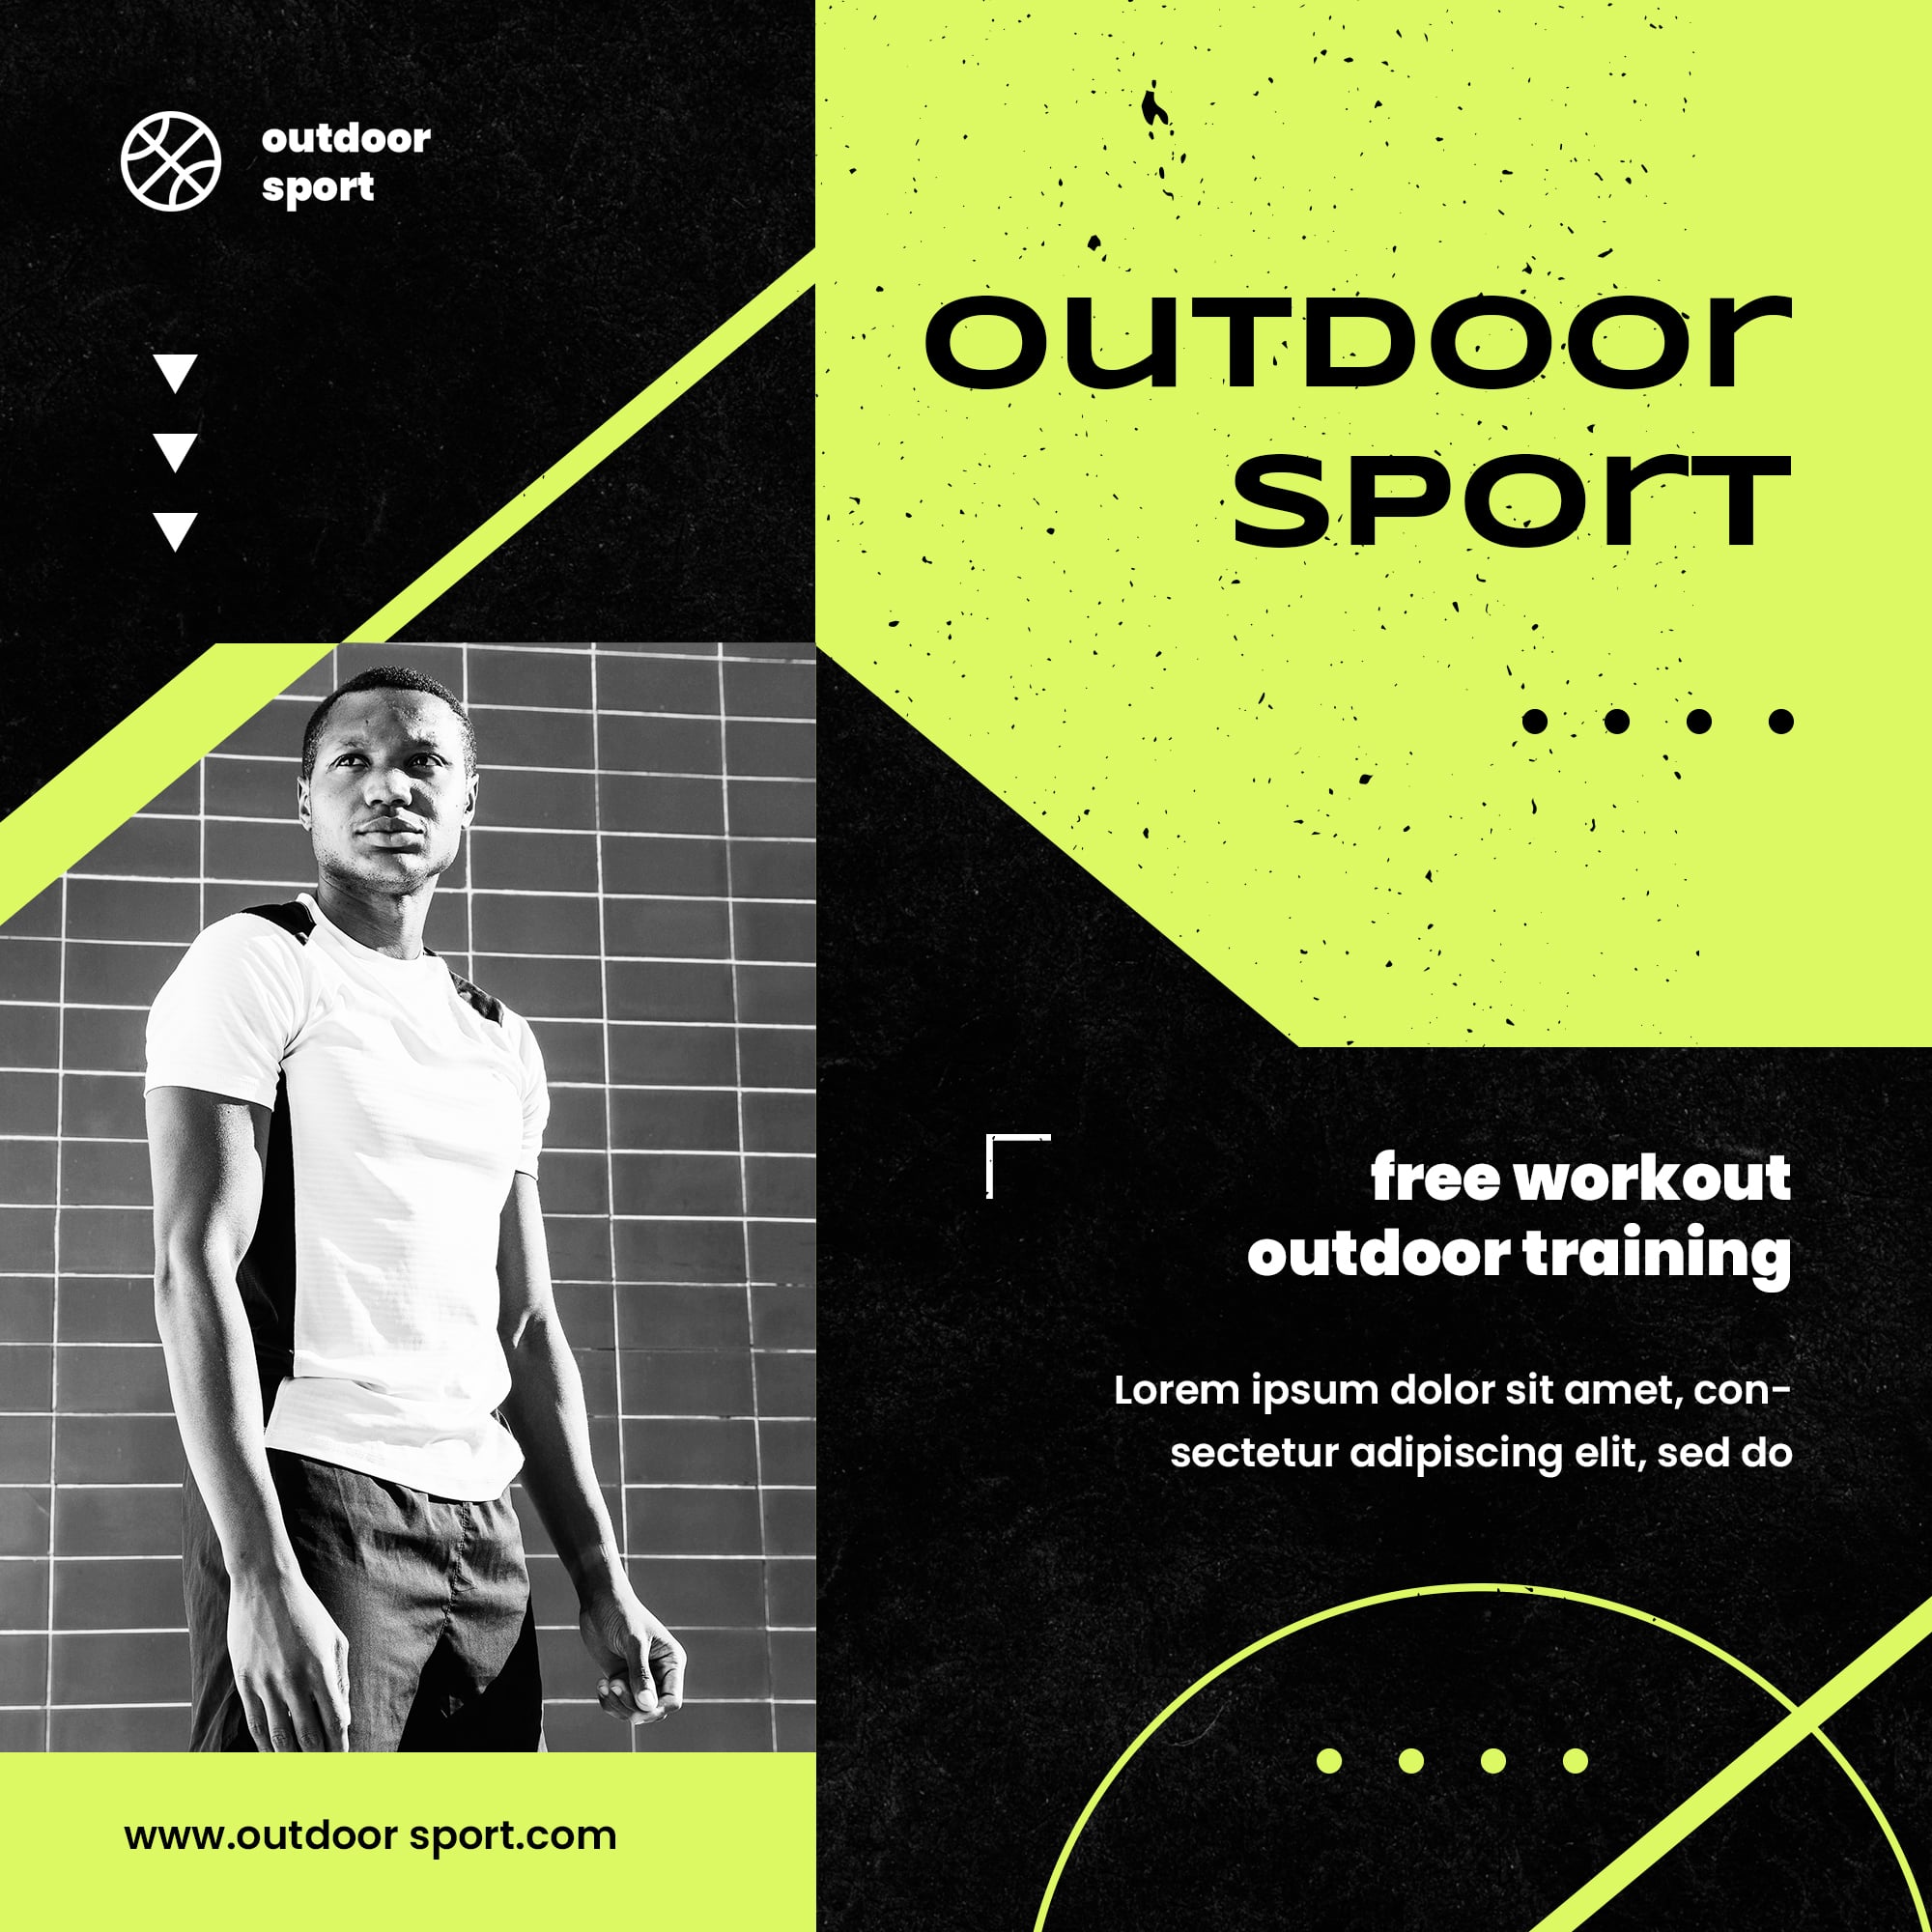 outdoor
sport
OUTDOOR
SPORT
free workout
outdoor training
Lorem ipsum dolor sit amet, con-
sectetur adipiscing elit, sed do
www.outdoor sport.com